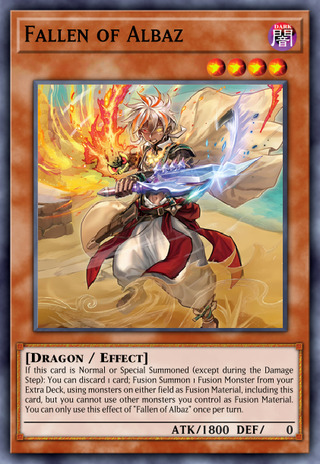 Fallen of Albaz
DARK
闇
[Dragon / Effect]
If this card is Normal or Special Summoned (except during the Damage
Step): You can discard 1 card; Fusion Summon 1 Fusion Monster from your
Extra Deck, using monsters on either field as Fusion Material, including this
card, but you cannot use other monsters you control as Fusion Material.
You can only use this effect of "Fallen of Albaz" once per turn.
ATK/1800 DEF/ 0